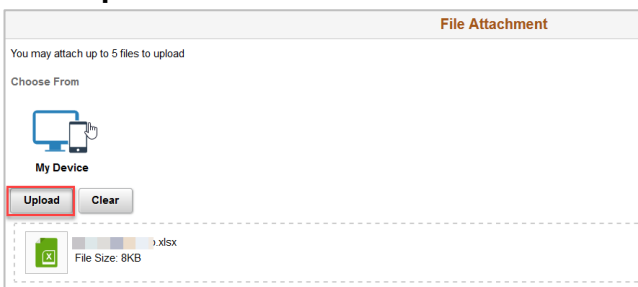 File Attachment
You may attach up to 5 files to upload
Choose From
My Device
Upload Clear
.xlsx
File Size: 8KB